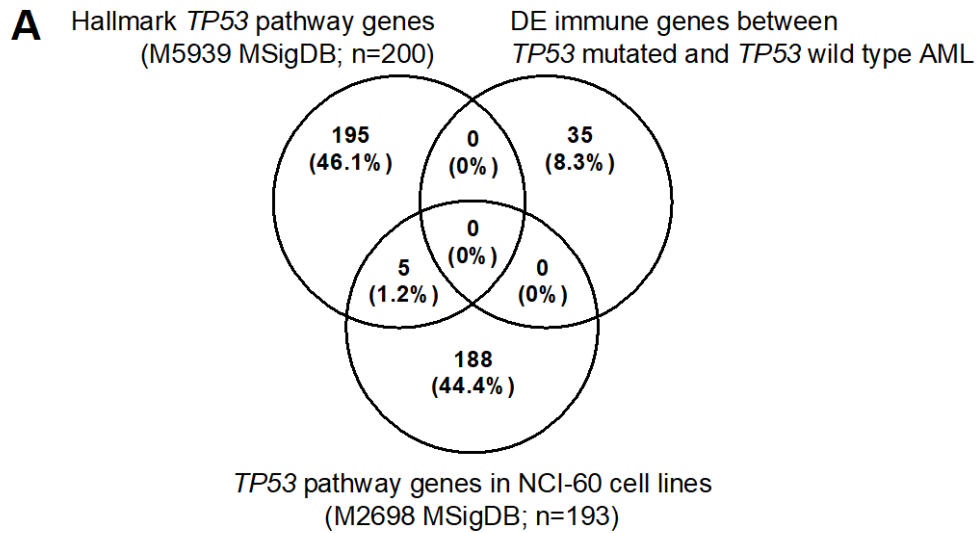 A
Hallmark TP53 pathway genes
(M5939 MSigDB; n=200)
DE immune genes between
TP53 mutated and TP53 wild type AML
195
(46.1%)
0
(0%)
35
(8.3%)
0
(0%)
5
(1.2%)
0
(0%)
188
(44.4%)
TP53 pathway genes in NCI-60 cell lines
(M2698 MSigDB; n=193)